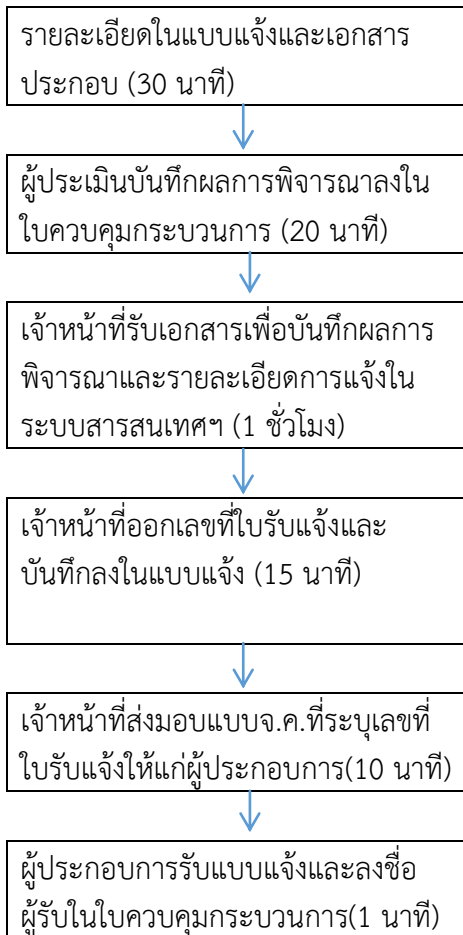 รายละเอียดในแบบแจ้งและเอกสาร
ประกอบ (30 นาที)
ผู้ประเมินบันทึกผลการพิจารณาลงใน
ใบควบคุมกระบวนการ (20 นาที)
เจ้าหน้าที่รับเอกสารเพื่อบันทึกผลการ
พิจารณาและรายละเอียดการแจ้งใน
ระบบสารสนเทศฯ (1 ชั่วโมง)
เจ้าหน้าที่ออกเลขที่ใบรับแจ้งและ
บันทึกลงในแบบแจ้ง (15 นาที)
เจ้าหน้าที่ส่งมอบแบบจ.ค.ที่ระบุเลขที่
ใบรับแจ้งให้แก่ผู้ประกอบการ(10 นาที)
ผู้ประกอบการรับแบบแจ้งและลงชื่อ
ผู้รับในใบควบคุมกระบวนการ(1 นาที)